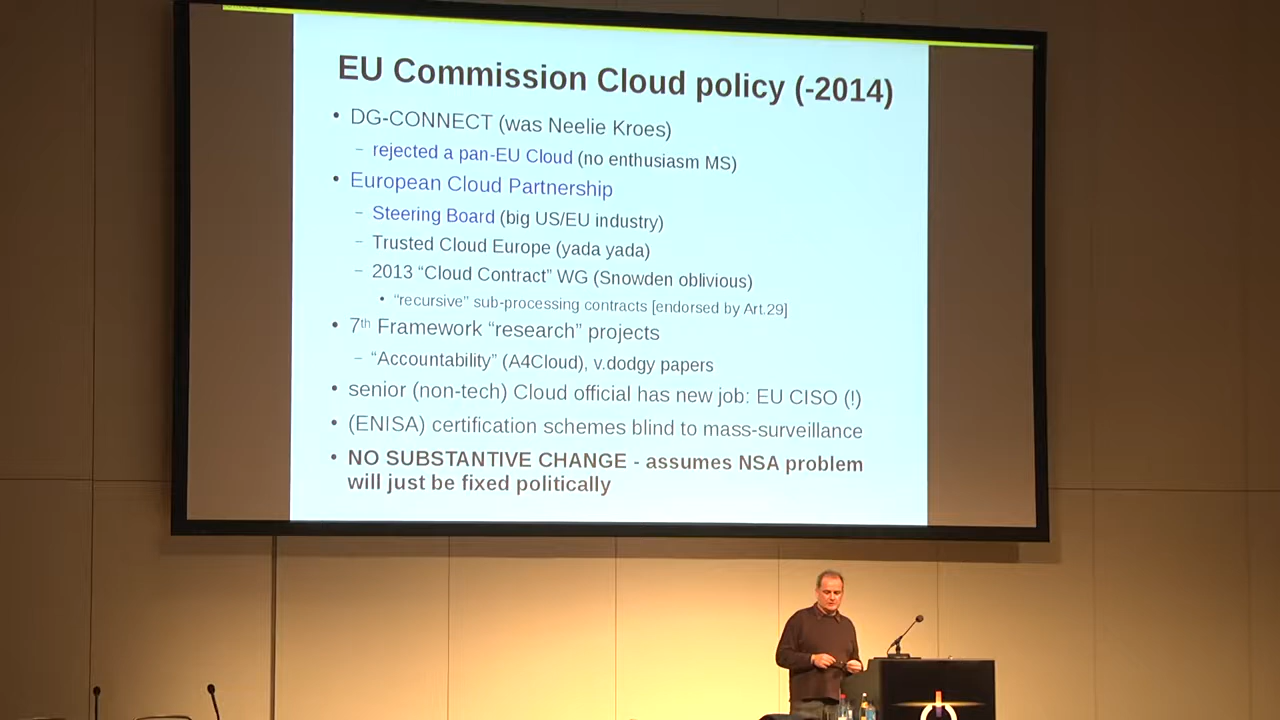 EU Commission Cloud policy (-2014)
• DG-CONNECT (was Neelie Kroes)
– rejected a pan-EU Cloud (no enthusiasm MS)
• European Cloud Partnership
– Steering Board (big US/EU industry)
– Trusted Cloud Europe (yada yada)
– 2013 “Cloud Contract” WG (Snowden oblivious)
• “recursive” sub-processing contracts [endorsed by Art.29]
• 7th Framework “research” projects
– “Accountability” (A4Cloud), v.dodgy papers
• senior (non-tech) Cloud official has new job: EU CISO (!)
• (ENISA) certification schemes blind to mass-surveillance
• NO SUBSTANTIVE CHANGE - assumes NSA problem
will just be fixed politically